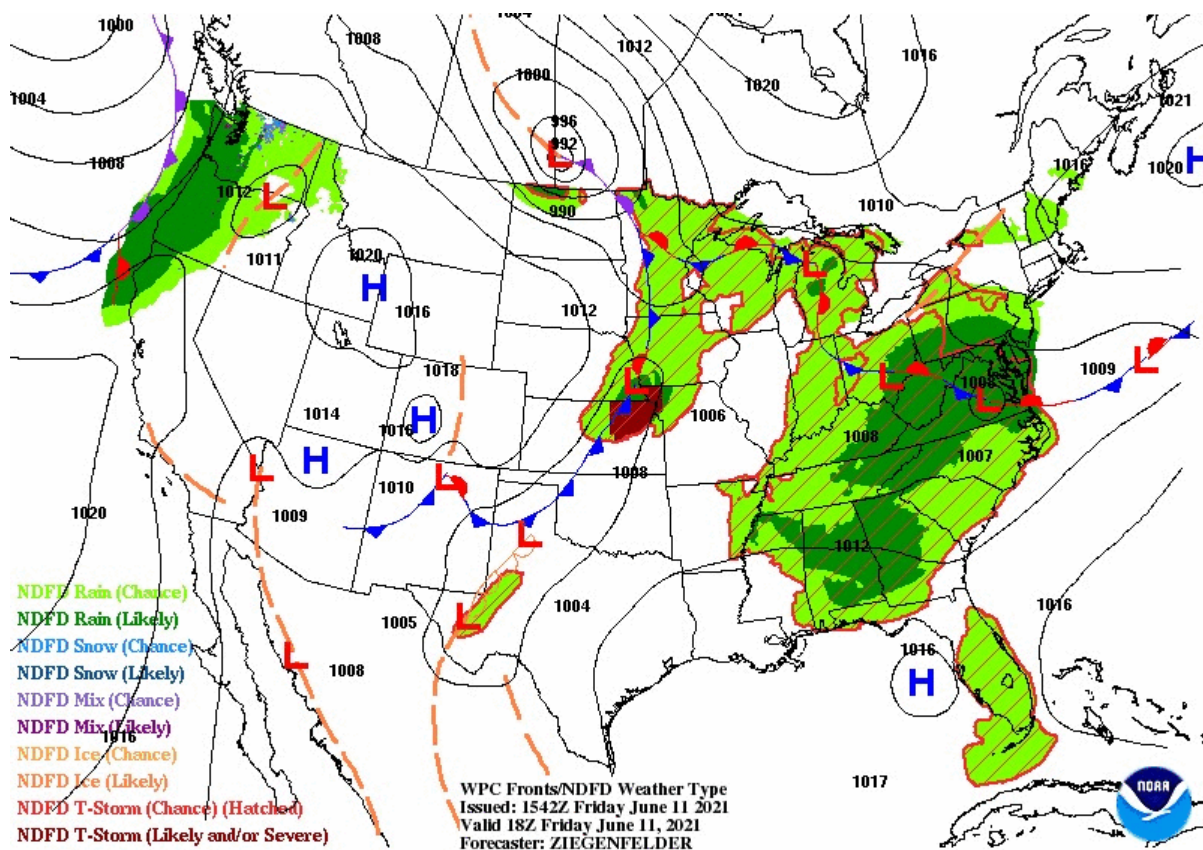 1004
1000
1008
1012
1016
1000
1020
1021
1004
996
992
1008
1016
1020
1012
L
L
H
990
1010
1011
1020
H
L
1016
1012
1018
1009
L
L
1008
L
L
1014
1016
H
1006
H
L
1010
L
1008
1008
1007
1020
1009
L
1012
NDFD Rain (Chance)
NDFD Rain (Likely)
NDFD Snow (Chance)
NDFD Snow (Likely)
NDFD Mix (Chance)
NDFD Mix (Likely)
NDFD Ice (Chance)
NDFD Ice (Likely)
NDFD T-Storm (Chance) (Hatched)
NDFD T-Storm (Likely and/or Severe)
1016
1005
L
1004
1016
1016
L
1008
H
1017
WPC Fronts/NDFD Weather Type
Issued: 1542Z Friday June 11 2021
Valid 18Z Friday June 11, 2021
Forecaster: ZIEGENFELDER
NOAA